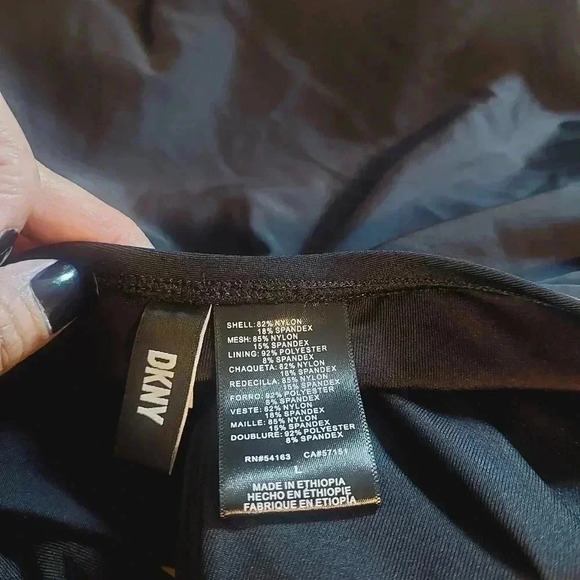 DKNY
SHELL: 82% NYLON
18% SPANDEX
MESH: 85% NYLON
15% SPANDEX
LINING: 92% POLYESTER
8% SPANDEX
CHAQUETA: 82% NYLON
18% SPANDEX
REDECILLA: 85% NYLON
15% SPANDEX
FORRO: 92% POLYESTER
8% SPANDEX
VESTE: 82% NYLON
18% SPANDEX
MAILLE: 85% NYLON
15% SPANDEX
DOUBLURE: 92% POLYESTER
8% SPANDEX
RN#54163 CA#57151
L
MADE IN ETHIOPIA
HECHO EN ÉTHIOPIE
FABRIQUE EN ETIOPÍA